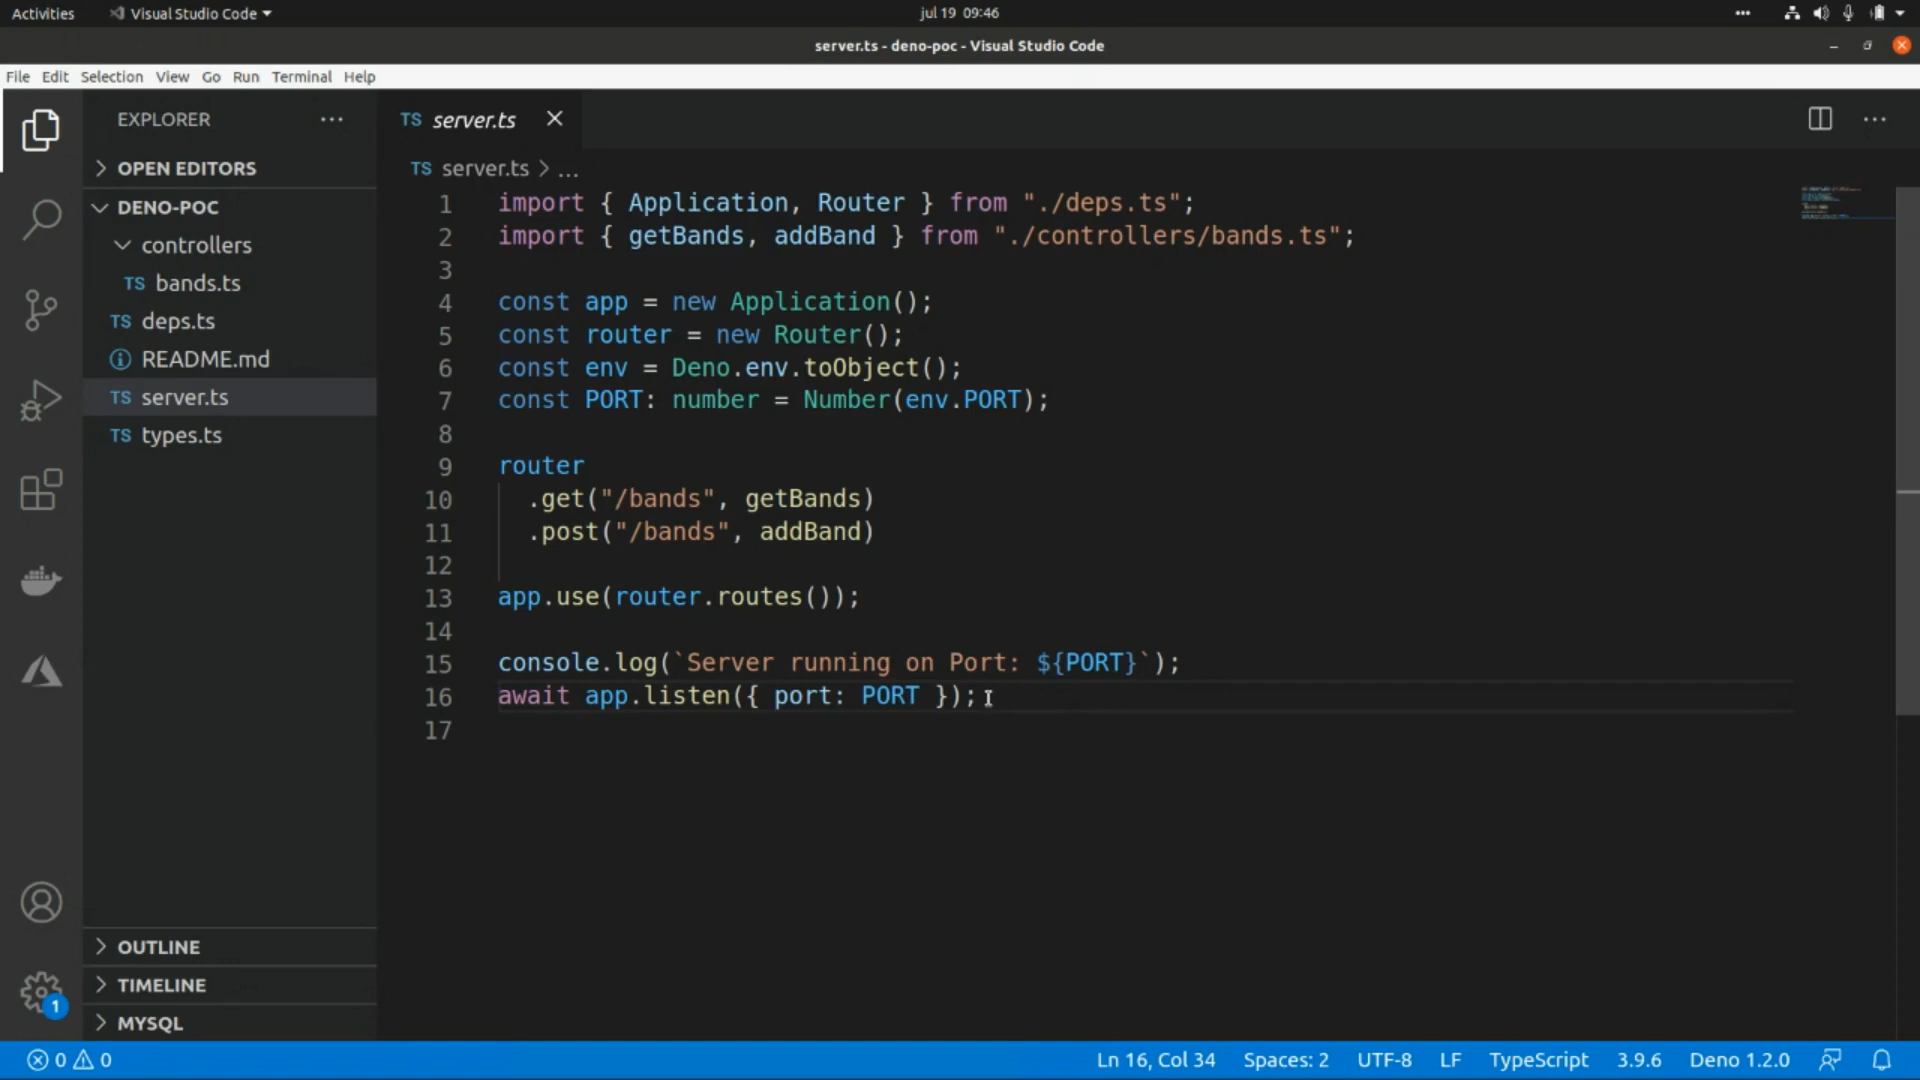 Activities Visual Studio Code jul 19 09:46
server.ts - deno-poc - Visual Studio Code
File Edit Selection View Go Run Terminal Help
EXPLORER
OPEN EDITORS
DENO-POC
controllers
TS bands.ts
TS deps.ts
README.md
TS server.ts
TS types.ts
OUTLINE
TIMELINE
MYSQL
1
TS server.ts
TS server.ts > ...
1 import { Application, Router } from "./deps.ts";
2 import { getBands, addBand } from "./controllers/bands.ts";
3
4 const app = new Application();
5 const router = new Router();
6 const env = Deno.env.toObject();
7 const PORT: number = Number(env.PORT);
8
9 router
10 .get("/bands", getBands)
11 .post("/bands", addBand)
12
13 app.use(router.routes());
14
15 console.log(`Server running on Port: ${PORT}`);
16 await app.listen({ port: PORT });
17
0 0 Ln 16, Col 34 Spaces: 2 UTF-8 LF TypeScript 3.9.6 Deno 1.2.0